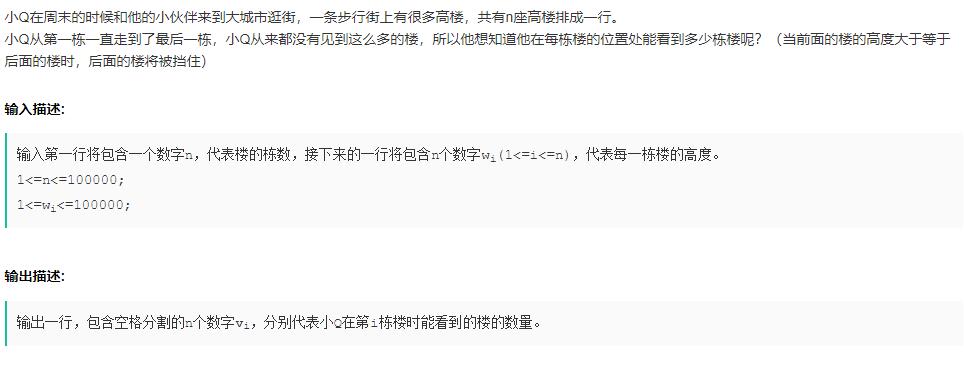 小Q在周末的时候和他的小伙伴来到大城市逛街，一条步行街上有很多高楼，共有n座高楼排成一行。
小Q从第一栋一直走到了最后一栋，小Q从来都没有见到这么多的楼，所以他想知道他在每栋楼的位置处能看到多少栋楼呢？（当前面的楼的高度大于等于
后面的楼时，后面的楼将被挡住）
输入描述:
输入第一行将包含一个数字n，代表楼的栋数，接下来的一行将包含n个数字wi(1<=i<=n)，代表每一栋楼的高度。
1<=n<=100000;
1<=wi<=100000;
输出描述:
输出一行，包含空格分割的n个数字vi，分别代表小Q在第i栋楼时能看到的楼的数量。